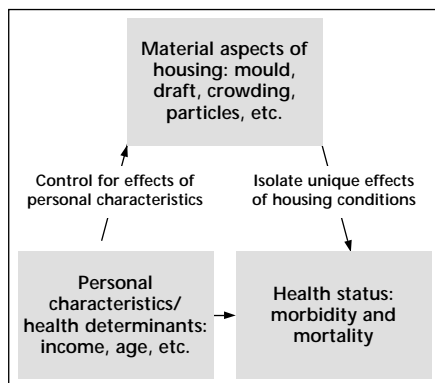 Material aspects of
housing: mould,
draft, crowding,
particles, etc.
Control for effects of
personal characteristics
Isolate unique effects
of housing conditions
Personal
characteristics/
health determinants:
income, age, etc.
Health status:
morbidity and
mortality